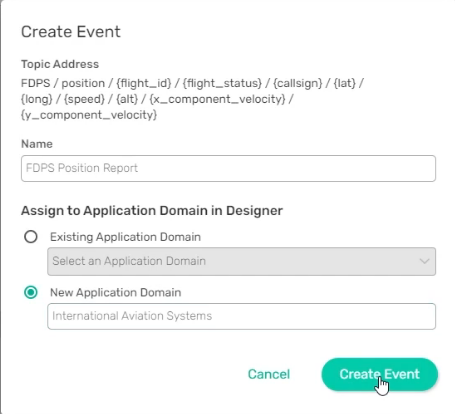 Create Event
Topic Address
FDPS / position / {flight_id} / {flight_status} / {callsign} / {lat} /
{long} / {speed} / {alt} / {x_component_velocity} /
{y_component_velocity}
Name
FDPS Position Report
Assign to Application Domain in Designer
Existing Application Domain
Select an Application Domain
New Application Domain
International Aviation Systems
Cancel
Create Event